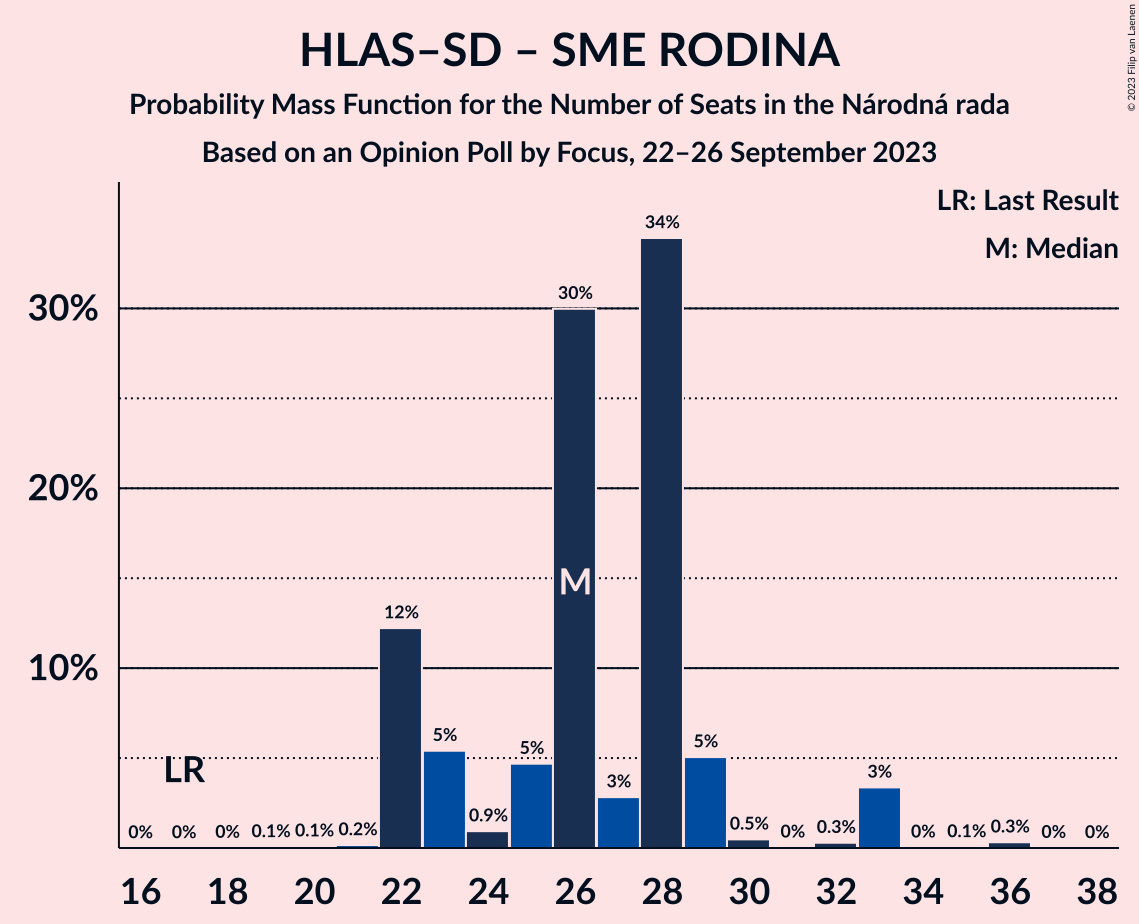 HLAS–SD – SME RODINA
Probability Mass Function for the Number of Seats in the Národná rada
Based on an Opinion Poll by Focus, 22–26 September 2023
© 2023 Filip van Laenen
LR: Last Result
M: Median
34%
30%
30%
20%
M
12%
10%
5%
5%
5%
LR
3%
3%
0% 0% 0% 0.1% 0.1% 0.2% 0.9% 0.5% 0% 0.3% 0% 0.1% 0.3% 0% 0%
16 18 20 22 24 26 28 30 32 34 36 38